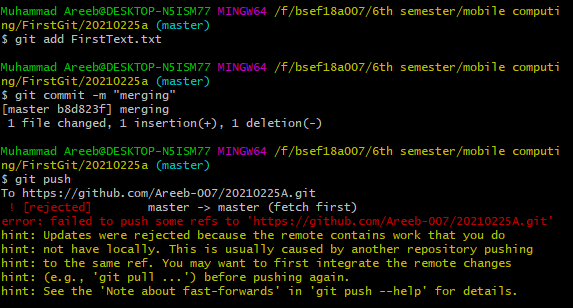 Muhammad Areeb@DESKTOP-N5ISM77 MINGW64 /f/bsef18a007/6th semester/mobile computi
ng/FirstGit/20210225a (master)
$ git add FirstText.txt
Muhammad Areeb@DESKTOP-N5ISM77 MINGW64 /f/bsef18a007/6th semester/mobile computi
ng/FirstGit/20210225a (master)
$ git commit -m "merging"
[master b8d823f] merging
 1 file changed, 1 insertion(+), 1 deletion(-)
Muhammad Areeb@DESKTOP-N5ISM77 MINGW64 /f/bsef18a007/6th semester/mobile computi
ng/FirstGit/20210225a (master)
$ git push
To https://github.com/Areeb-007/20210225A.git
 ! [rejected]        master -> master (fetch first)
error: failed to push some refs to 'https://github.com/Areeb-007/20210225A.git'
hint: Updates were rejected because the remote contains work that you do
hint: not have locally. This is usually caused by another repository pushing
hint: to the same ref. You may want to first integrate the remote changes
hint: (e.g., 'git pull ...') before pushing again.
hint: See the 'Note about fast-forwards' in 'git push --help' for details.